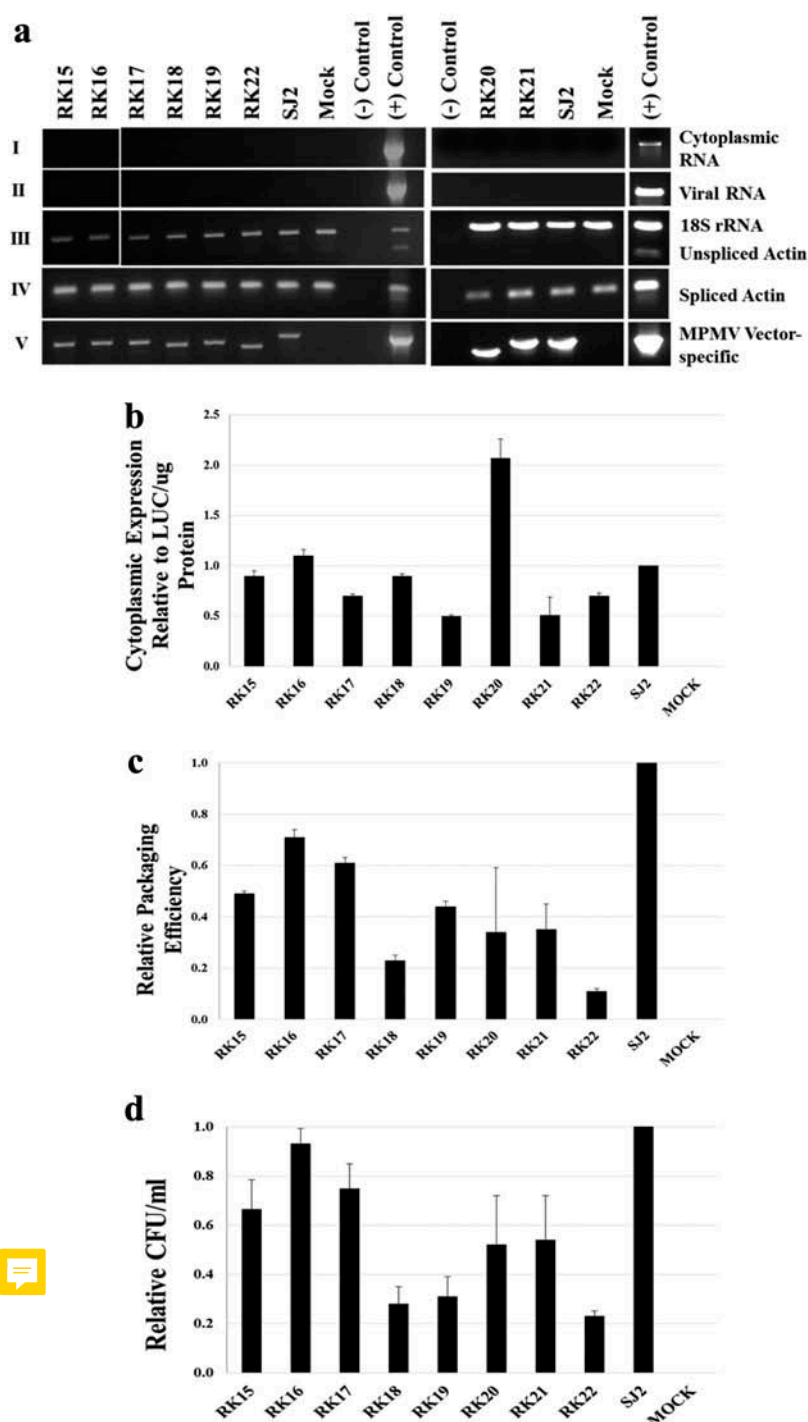 a
RK15 RK16 RK17 RK18 RK19 RK22 SJ2 Mock (-) Control (+) Control (-) Control RK20 RK21 SJ2 Mock (+) Control
I
Cytoplasmic
RNA
II
Viral RNA
III
18S rRNA
Unspliced Actin
IV
Spliced Actin
V
MPMV Vector-
specific
b
Cytoplasmic Expression
Relative to LUC/ug
Protein
2.5
2.0
1.5
1.0
0.5
0.0
RK15 RK16 RK17 RK18 RK19 RK20 RK21 RK22 SJ2 MOCK
c
Relative Packaging
Efficiency
1.0
0.8
0.6
0.4
0.2
0.0
RK15 RK16 RK17 RK18 RK19 RK20 RK21 RK22 SJ2 MOCK
d
Relative CFU/ml
1.0
0.8
0.6
0.4
0.2
0.0
RK15 RK16 RK17 RK18 RK19 RK20 RK21 RK22 SJ2 MOCK